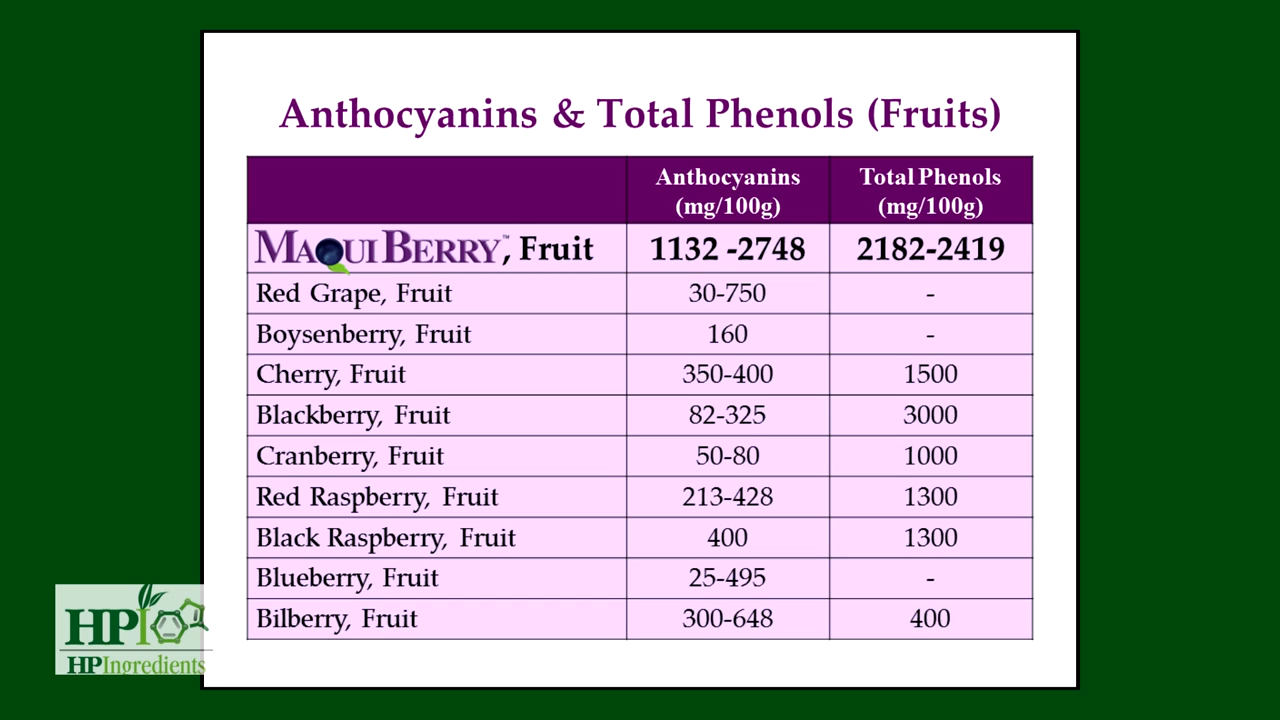 Anthocyanins & Total Phenols (Fruits)
Anthocyanins (mg/100g) Total Phenols (mg/100g)
MAQUI BERRY™, Fruit 1132 -2748 2182-2419
Red Grape, Fruit 30-750 -
Boysenberry, Fruit 160 -
Cherry, Fruit 350-400 1500
Blackberry, Fruit 82-325 3000
Cranberry, Fruit 50-80 1000
Red Raspberry, Fruit 213-428 1300
Black Raspberry, Fruit 400 1300
Blueberry, Fruit 25-495 -
Bilberry, Fruit 300-648 400
HPI
HPIngredients